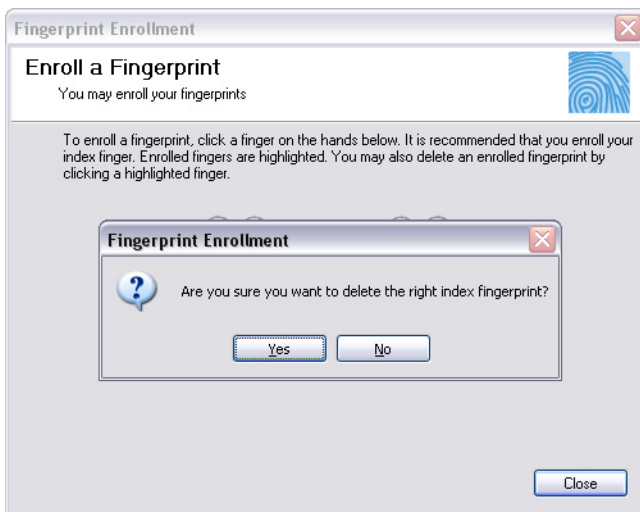 Fingerprint Enrollment
Enroll a Fingerprint
You may enroll your fingerprints
To enroll a fingerprint, click a finger on the hands below. It is recommended that you enroll your
index finger. Enrolled fingers are highlighted. You may also delete an enrolled fingerprint by
clicking a highlighted finger.
Fingerprint Enrollment
Are you sure you want to delete the right index fingerprint?
Yes No
Close